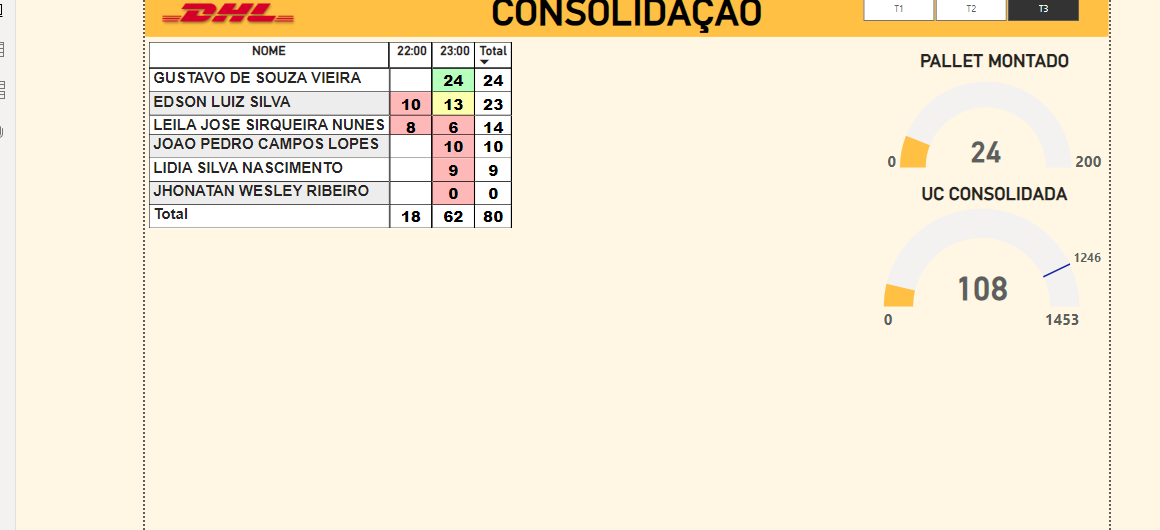 DHL
CONSOLIDAÇÃO
T1 T2 T3
NOME 22:00 23:00 Total
GUSTAVO DE SOUZA VIEIRA 24 24
EDSON LUIZ SILVA 10 13 23
LEILA JOSE SIRQUEIRA NUNES 8 6 14
JOAO PEDRO CAMPOS LOPES 10 10
LIDIA SILVA NASCIMENTO 9 9
JHONATAN WESLEY RIBEIRO 0 0
Total 18 62 80
PALLET MONTADO
0 24 200
UC CONSOLIDADA
1246
108
0 1453